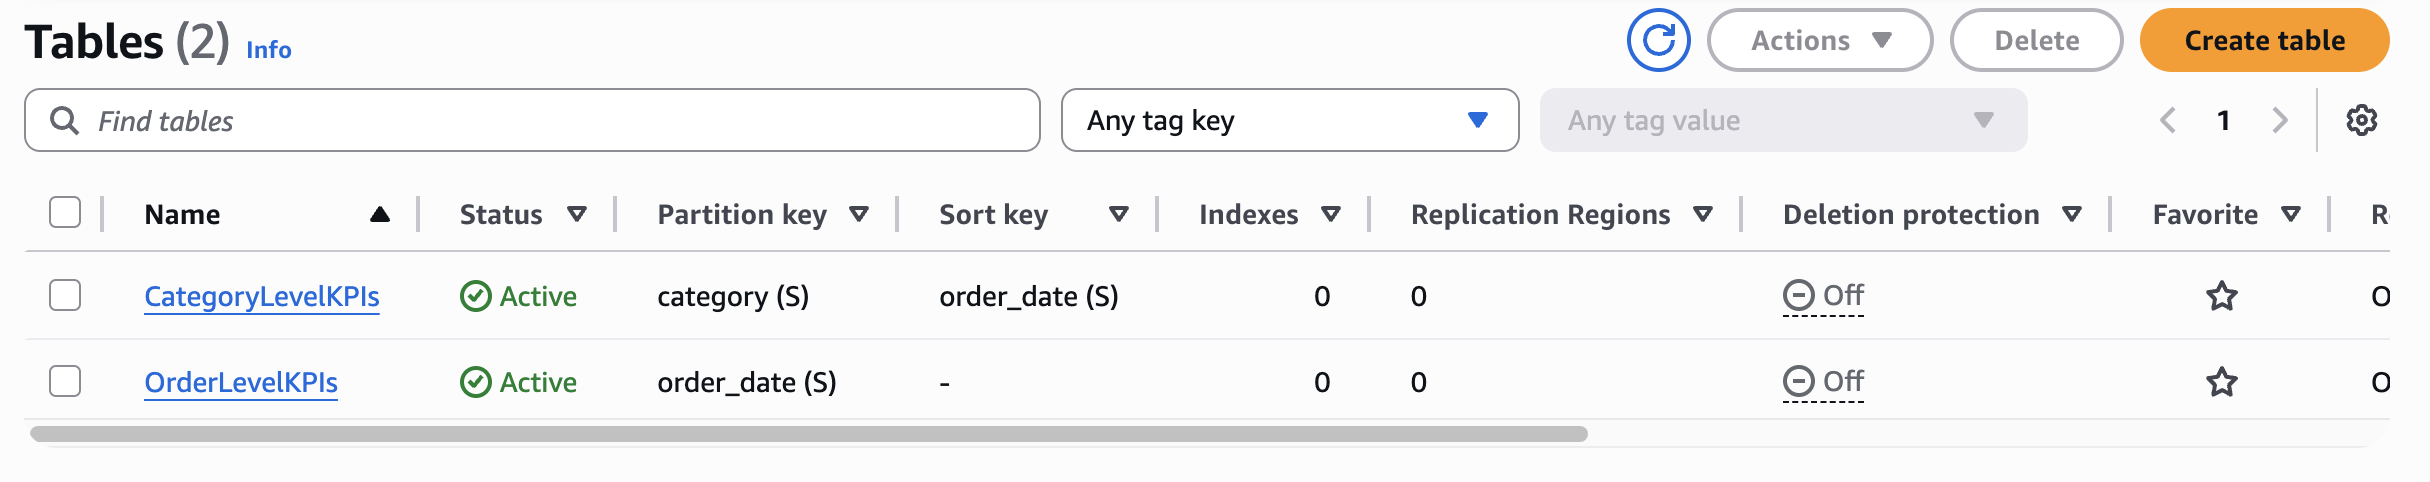 Tables (2) Info
Actions
Delete
Create table
Find tables
Any tag key
Any tag value
1
Name Status Partition key Sort key Indexes Replication Regions Deletion protection Favorite R
CategoryLevelKPIs Active category (S) order_date (S) 0 0 Off
OrderLevelKPIs Active order_date (S) - 0 0 Off